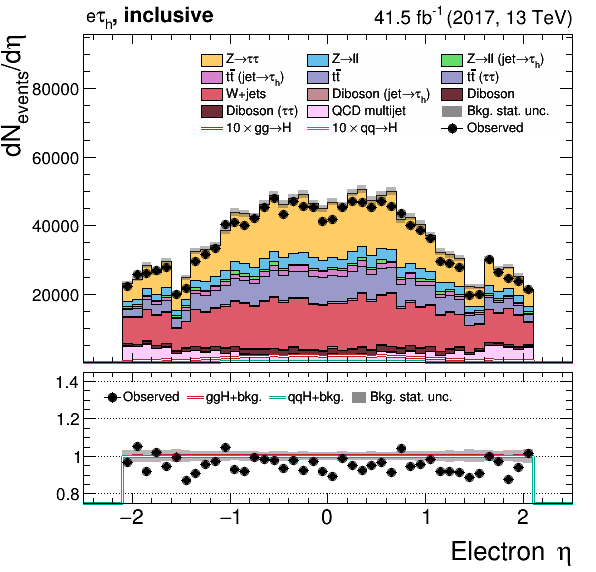 eτh, inclusive 41.5 fb⁻¹ (2017, 13 TeV)
dNevents/dη
Z→ττ Z→ll Z→ll (jet→τh)
tt̄ (jet→τh) tt̄ tt̄ (ττ)
W+jets Diboson (jet→τh) Diboson
Diboson (ττ) QCD multijet Bkg. stat. unc.
10 × gg→H 10 × qq→H Observed
80000
60000
40000
20000
Observed ggH+bkg. qqH+bkg. Bkg. stat. unc.
1.4
1.2
1
0.8
−2 −1 0 1 2
Electron η